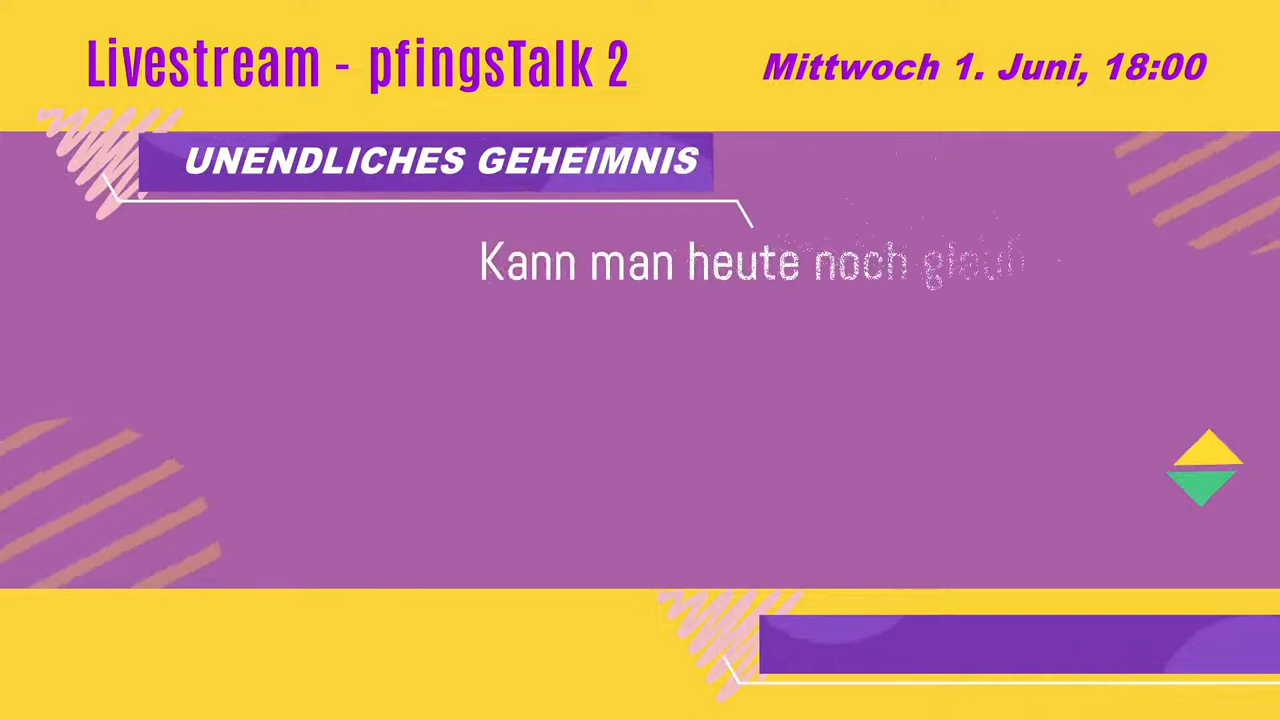 Livestream - pfingsTalk 2
Mittwoch 1. Juni, 18:00
UNENDLICHES GEHEIMNIS
Kann man heute noch